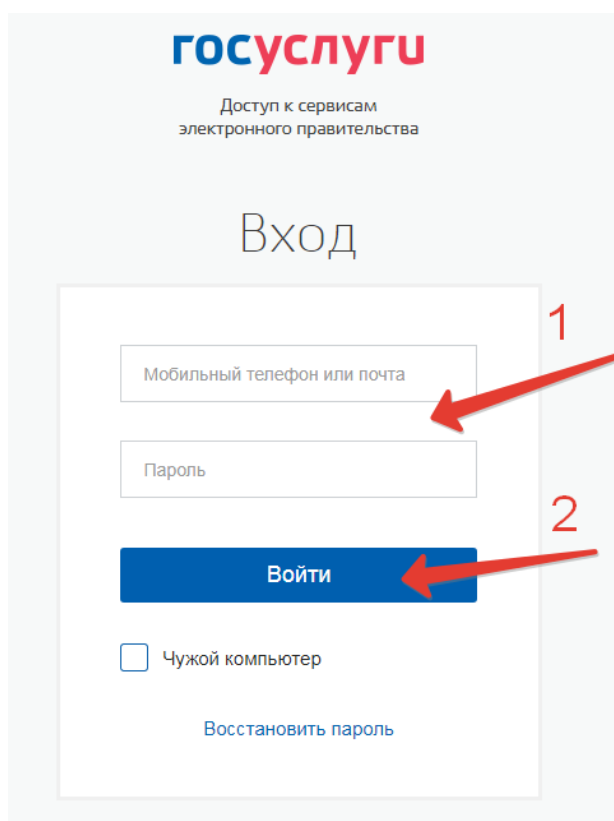 госуслуги
Доступ к сервисам
электронного правительства
Вход
1
Мобильный телефон или почта
Пароль
2
Войти
Чужой компьютер
Восстановить пароль